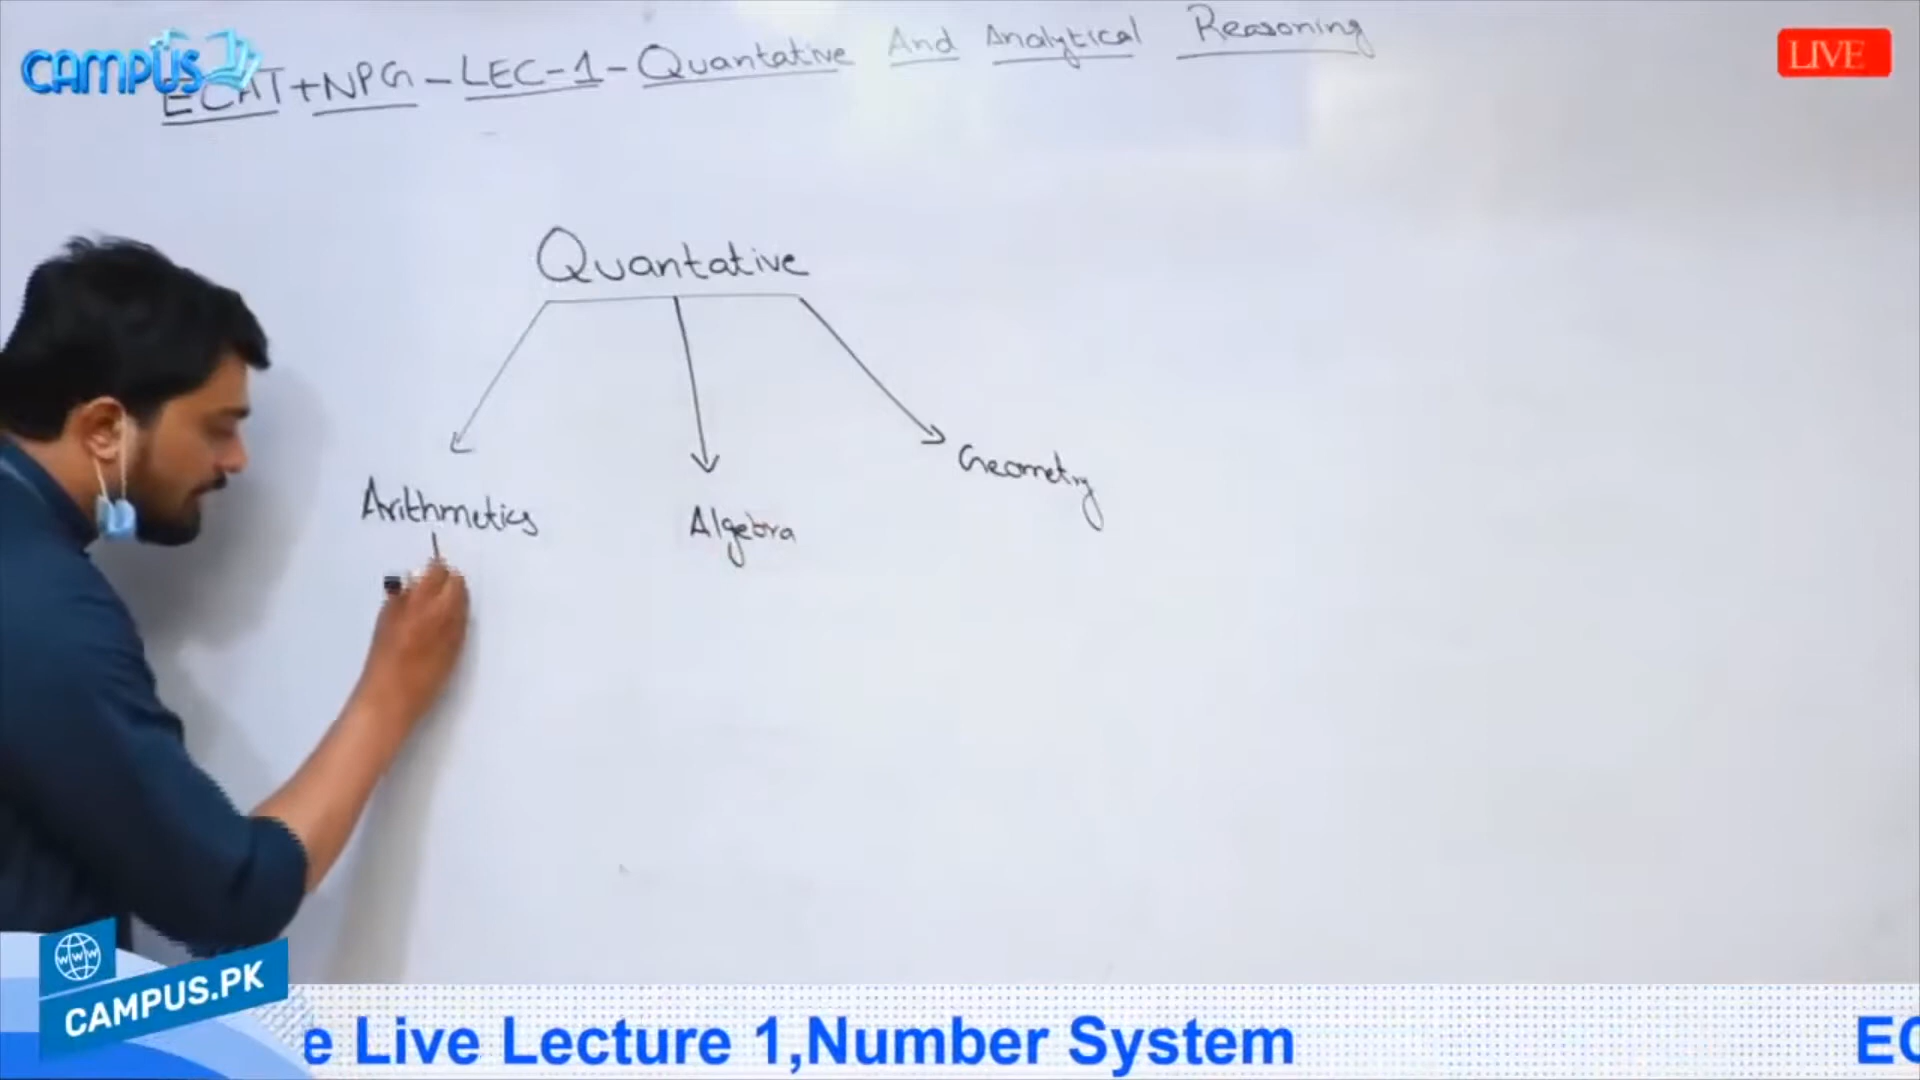 CAMPUS
LIVE
ECAT+NPG-LEC-1-Quantative And Analytical Reasoning
Quantative
Arithmetics
Algebra
Geometry
www
CAMPUS.PK
e Live Lecture 1,Number System
EC